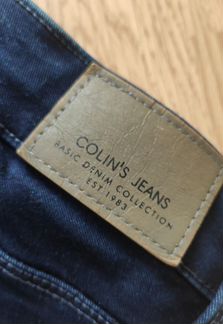 COLIN'S JEANS
BASIC DENIM COLLECTION
EST 1983